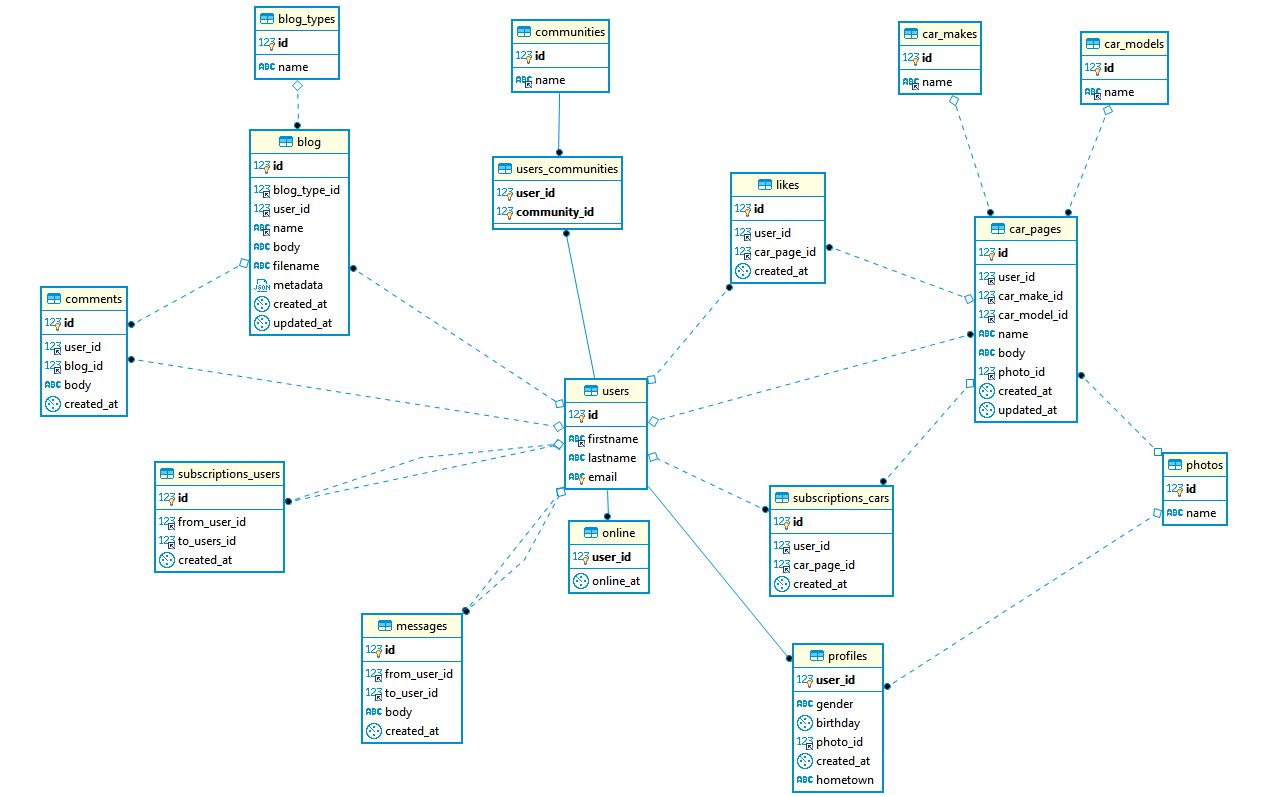 blog_types
123 id
ABC name
communities
123 id
ABC name
car_makes
123 id
ABC name
car_models
123 id
ABC name
blog
123 id
123 blog_type_id
123 user_id
ABC name
ABC body
ABC filename
JSON metadata
created_at
updated_at
users_communities
123 user_id
123 community_id
likes
123 id
123 user_id
123 car_page_id
created_at
car_pages
123 id
123 user_id
123 car_make_id
123 car_model_id
ABC name
ABC body
123 photo_id
created_at
updated_at
comments
123 id
123 user_id
123 blog_id
ABC body
created_at
users
123 id
ABC firstname
ABC lastname
ABC email
subscriptions_users
123 id
123 from_user_id
123 to_users_id
created_at
online
123 user_id
online_at
subscriptions_cars
123 id
123 user_id
123 car_page_id
created_at
photos
123 id
ABC name
messages
123 id
123 from_user_id
123 to_user_id
ABC body
created_at
profiles
123 user_id
ABC gender
birthday
123 photo_id
created_at
ABC hometown